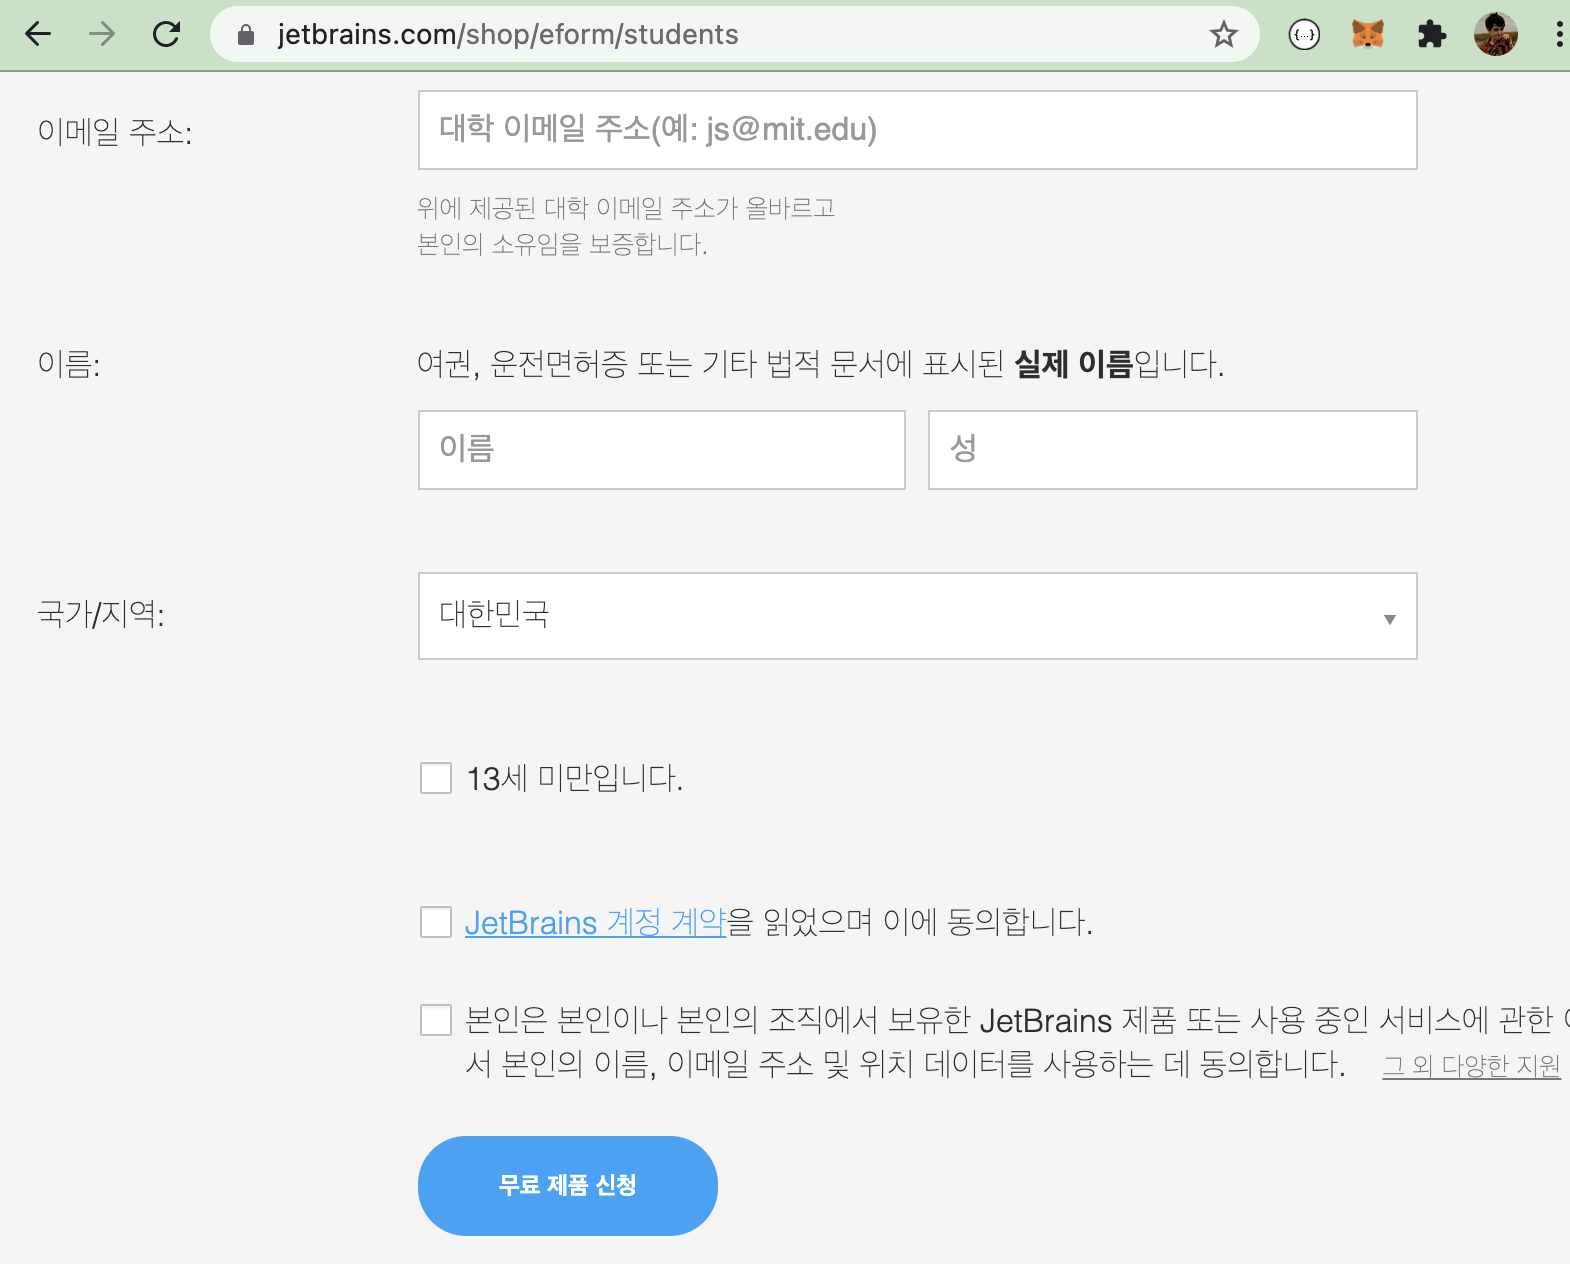 jetbrains.com/shop/eform/students
이메일 주소:
대학 이메일 주소(예: js@mit.edu)
위에 제공된 대학 이메일 주소가 올바르고
본인의 소유임을 보증합니다.
이름:
여권, 운전면허증 또는 기타 법적 문서에 표시된 실제 이름입니다.
이름
성
국가/지역:
대한민국
13세 미만입니다.
JetBrains 계정 계약을 읽었으며 이에 동의합니다.
본인은 본인이나 본인의 조직에서 보유한 JetBrains 제품 또는 사용 중인 서비스에 관한
서 본인의 이름, 이메일 주소 및 위치 데이터를 사용하는 데 동의합니다. 그 외 다양한 지원
무료 제품 신청